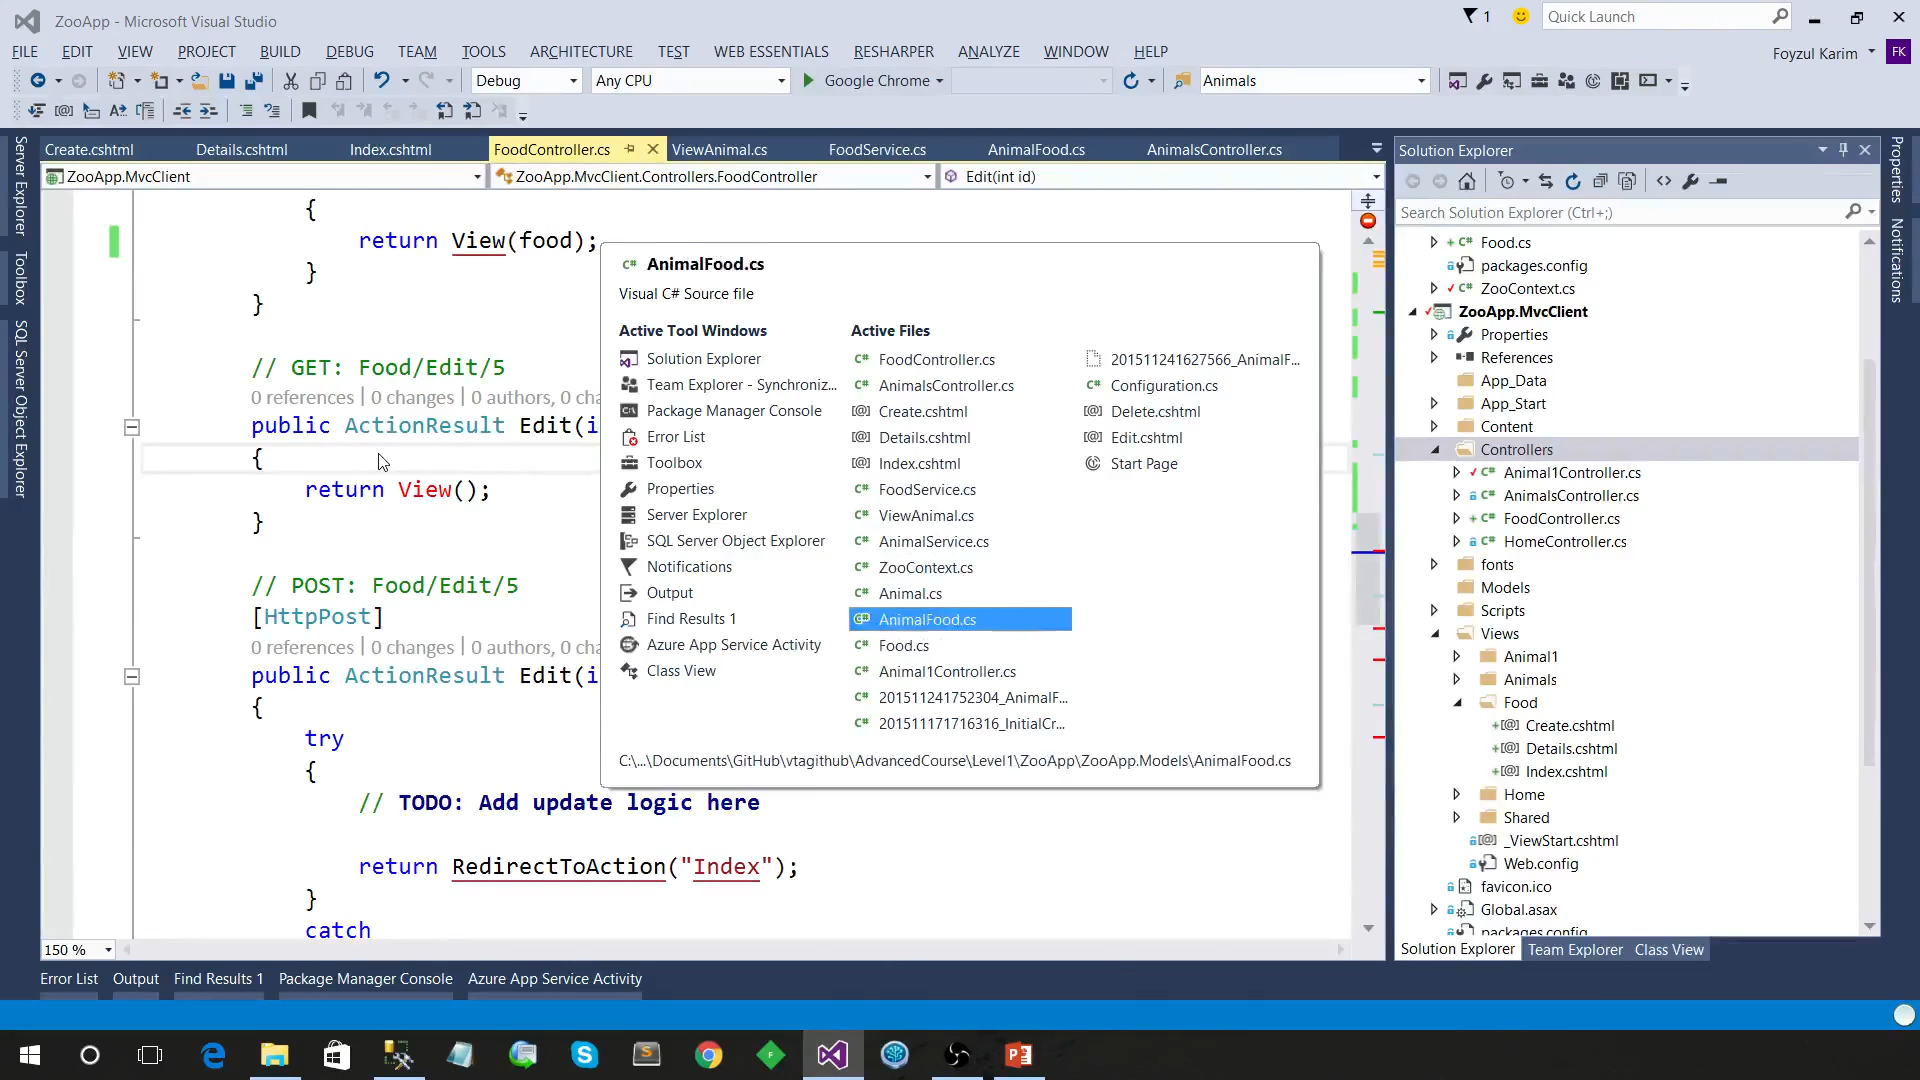 ZooApp - Microsoft Visual Studio
1
Quick Launch
FILE EDIT VIEW PROJECT BUILD DEBUG TEAM TOOLS ARCHITECTURE TEST WEB ESSENTIALS RESHARPER ANALYZE WINDOW HELP
Foyzul Karim FK
Debug Any CPU Google Chrome Animals
Server Explorer
Toolbox
SQL Server Object Explorer
Create.cshtml Details.cshtml Index.cshtml FoodController.cs ViewAnimal.cs FoodService.cs AnimalFood.cs AnimalsController.cs
ZooApp.MvcClient ZooApp.MvcClient.Controllers.FoodController Edit(int id)
{
return View(food);
}
}
// GET: Food/Edit/5
0 references | 0 changes | 0 authors, 0 cha
public ActionResult Edit(i
{
return View();
}
// POST: Food/Edit/5
[HttpPost]
0 references | 0 changes | 0 authors, 0 cha
public ActionResult Edit(i
{
try
{
// TODO: Add update logic here
return RedirectToAction("Index");
}
catch
150 %
AnimalFood.cs
Visual C# Source file
Active Tool Windows
Solution Explorer
Team Explorer - Synchroniz...
Package Manager Console
Error List
Toolbox
Properties
Server Explorer
SQL Server Object Explorer
Notifications
Output
Find Results 1
Azure App Service Activity
Class View
Active Files
C# FoodController.cs
C# AnimalsController.cs
[@] Create.cshtml
[@] Details.cshtml
[@] Index.cshtml
C# FoodService.cs
C# ViewAnimal.cs
C# AnimalService.cs
C# ZooContext.cs
C# Animal.cs
C# AnimalFood.cs
C# Food.cs
C# Animal1Controller.cs
C# 201511241752304_AnimalF...
C# 201511171716316_InitialCr...
201511241627566_AnimalF...
C# Configuration.cs
[@] Delete.cshtml
[@] Edit.cshtml
Start Page
C:\...\Documents\GitHub\vtagithub\AdvancedCourse\Level1\ZooApp\ZooApp.Models\AnimalFood.cs
Solution Explorer
Search Solution Explorer (Ctrl+;)
C# Food.cs
packages.config
C# ZooContext.cs
ZooApp.MvcClient
Properties
References
App_Data
App_Start
Content
Controllers
C# Animal1Controller.cs
C# AnimalsController.cs
C# FoodController.cs
C# HomeController.cs
fonts
Models
Scripts
Views
Animal1
Animals
Food
[@] Create.cshtml
[@] Details.cshtml
[@] Index.cshtml
Home
Shared
[@] _ViewStart.cshtml
Web.config
favicon.ico
Global.asax
packages.config
Solution Explorer Team Explorer Class View
Properties
Notifications
Error List Output Find Results 1 Package Manager Console Azure App Service Activity